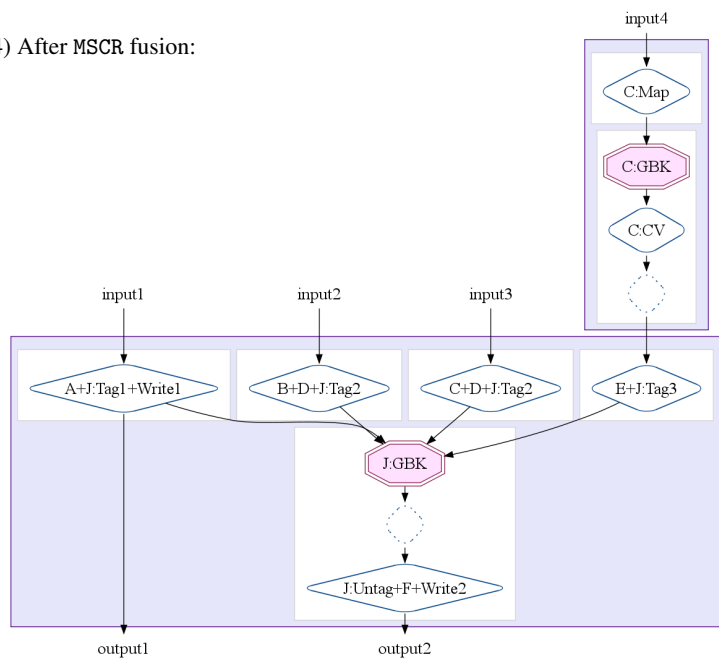 input4
) After MSCR fusion:
C:Map
C:GBK
C:CV
input1 input2 input3
A+J:Tag1+Write1 B+D+J:Tag2 C+D+J:Tag2 E+J:Tag3
J:GBK
J:Untag+F+Write2
output1 output2